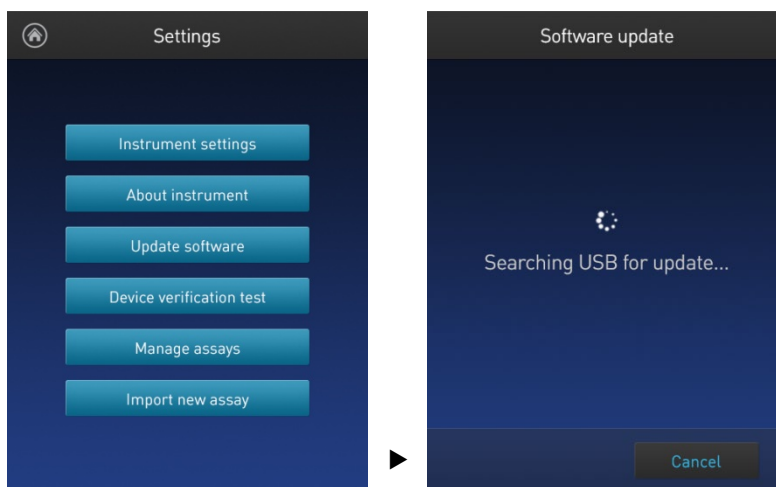 Settings
Instrument settings
About instrument
Update software
Device verification test
Manage assays
Import new assay
Software update
Searching USB for update...
Cancel